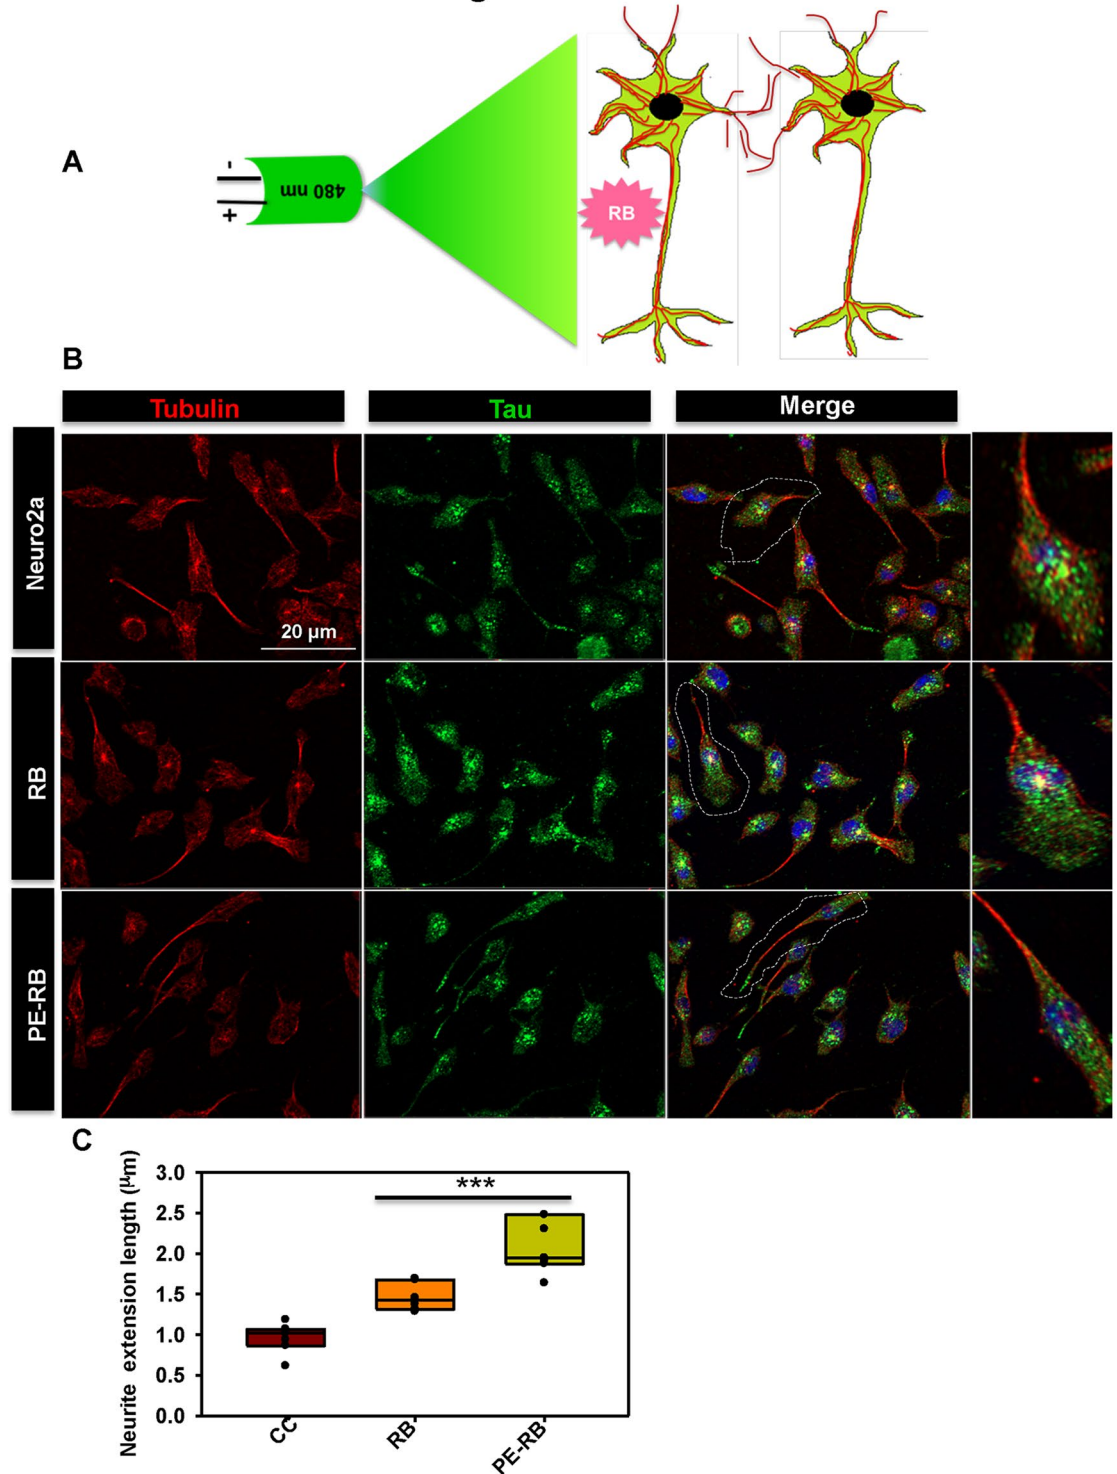 g
A
-
+
480 nm
RB
B
Tubulin
Tau
Merge
Neuro2a
20 µm
RB
PE-RB
C
Neurite extension length (µm)
3.0
***
2.5
2.0
1.5
1.0
0.5
0.0
CC
RB
PE-RB